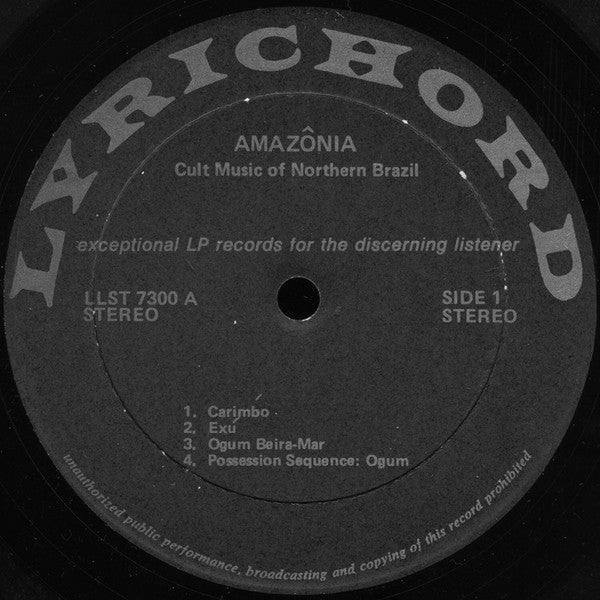 LYRICHORD
AMAZÔNIA
Cult Music of Northern Brazil
exceptional LP records for the discerning listener
LLST 7300 A
STEREO
SIDE 1
STEREO
1. Carimbo
2. Exú
3. Ogum Beira-Mar
4. Possession Sequence: Ogum
unauthorized public performance, broadcasting and copying of this record prohibited